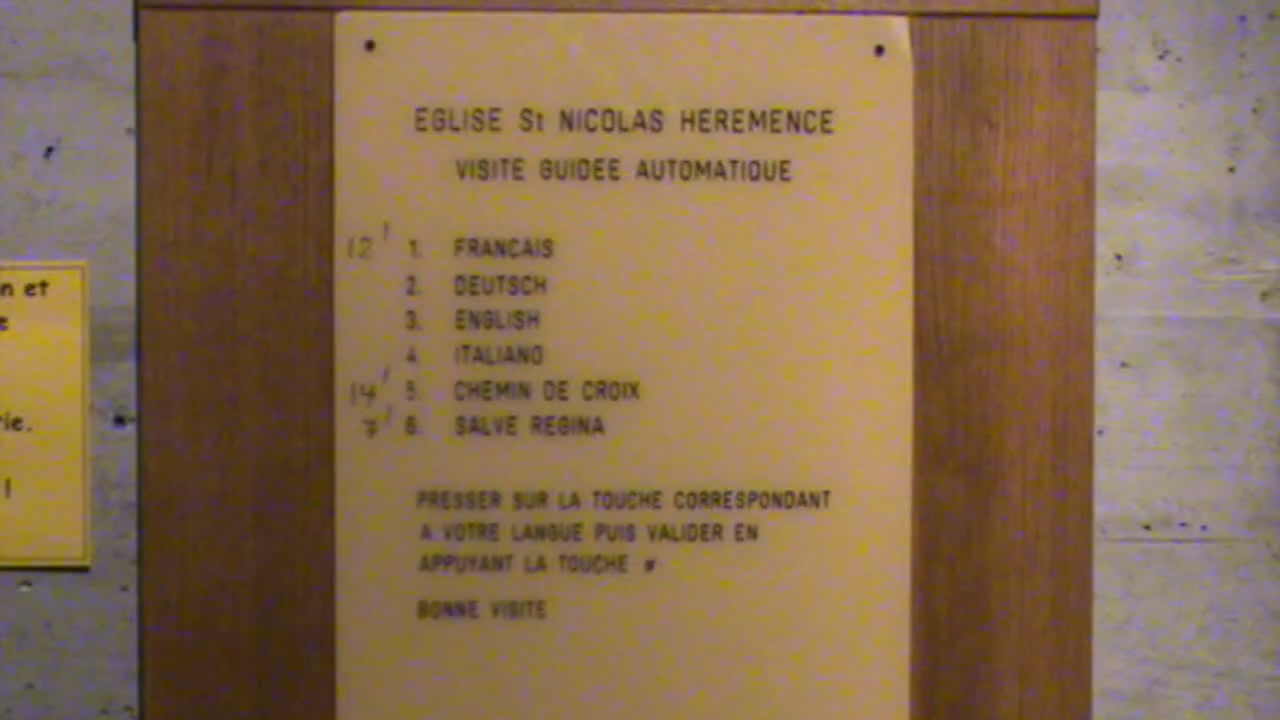 EGLISE St NICOLAS HEREMENCE
VISITE GUIDEE AUTOMATIQUE
12' 1. FRANCAIS
2. DEUTSCH
3. ENGLISH
4. ITALIANO
14' 5. CHEMIN DE CROIX
7' 6. SALVE REGINA
PRESSER SUR LA TOUCHE CORRESPONDANT
A VOTRE LANGUE PUIS VALIDER EN
APPUYANT LA TOUCHE
BONNE VISITE
n et
e
rie.